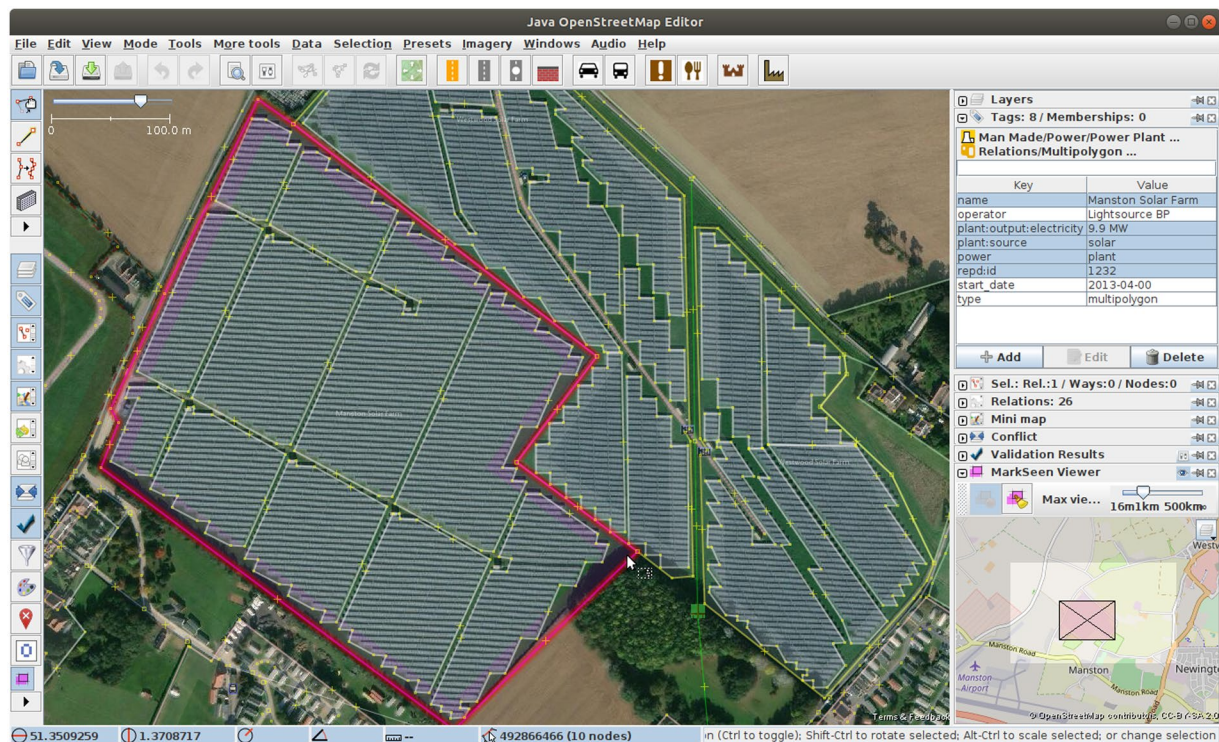 Java OpenStreetMap Editor
File Edit View Mode Tools More tools Data Selection Presets Imagery Windows Audio Help
0 100.0 m
Manston Solar Farm
Terms & Feedback
Layers
Tags: 8 / Memberships: 0
Man Made/Power/Power Plant ...
Relations/Multipolygon ...
Key Value
name Manston Solar Farm
operator Lightsource BP
plant:output:electricity 9.9 MW
plant:source solar
power plant
repd:id 1232
start_date 2013-04-00
type multipolygon
Add Edit Delete
Sel.: Rel.:1 / Ways:0 / Nodes:0
Relations: 26
Mini map
Conflict
Validation Results
MarkSeen Viewer
Max vie... 16m1km 500km
Westw
Manston Road
Manston
Newingt
Manston
Airport
Manston Road
© OpenStreetMap contributors, CC-BY-SA 2.0
51.3509259 1.3708717 -- 492866466 (10 nodes) n (Ctrl to toggle); Shift-Ctrl to rotate selected; Alt-Ctrl to scale selected; or change selection